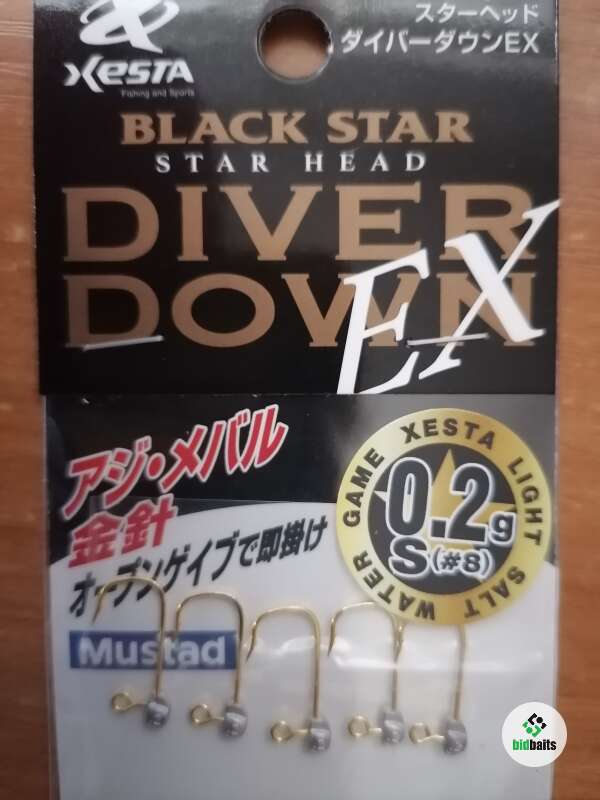 XESTA
Fishing and Sports
スターヘッド
ダイバーダウンEX
BLACK STAR
STAR HEAD
DIVER
DOWN
EX
アジ・メバル
金針
オープンゲイブで即掛け
Mustad
XESTA LIGHT SALT WATER GAME
0.2g
S(#8)
bidbaits